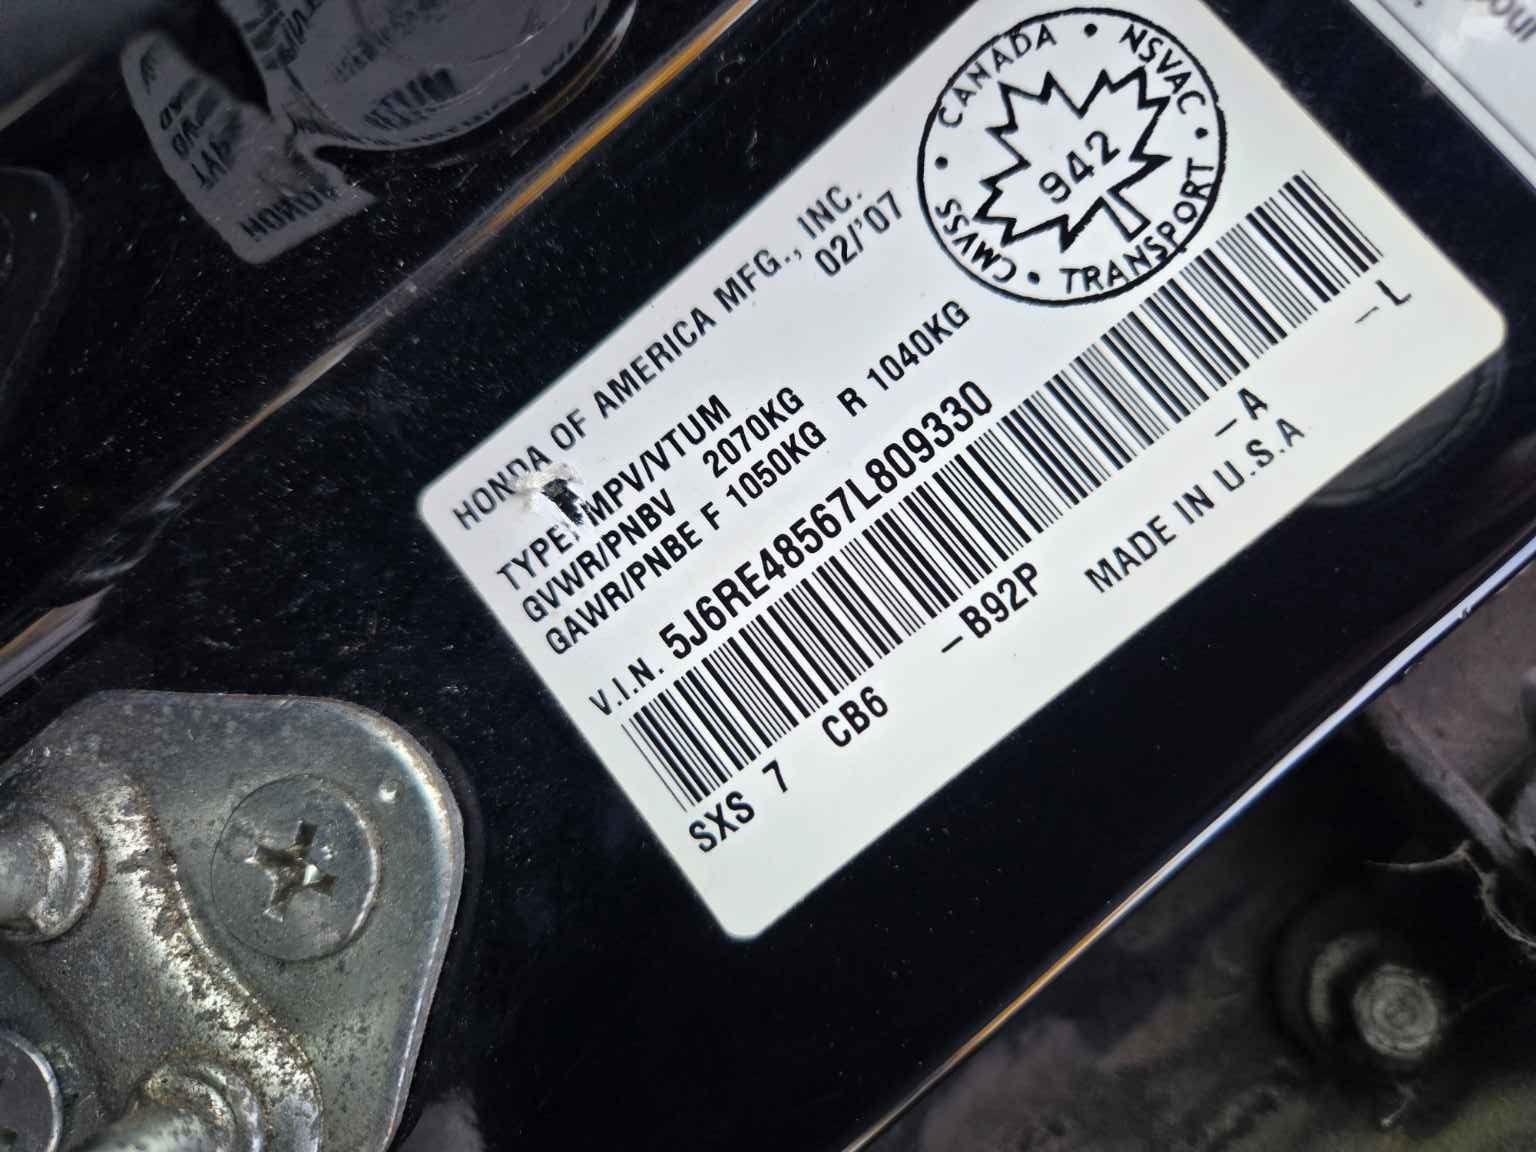 HONDA OF AMERICA MFG., INC.
02/'07
CANADA • NSVAC • TRANSPORT • CMVSS •
942
TYPE: MPV/VTUM
GVWR/PNBV 2070KG
GAWR/PNBE F 1050KG R 1040KG
V.I.N. 5J6RE48567L809330
SXS 7 CB6 –B92P –A –L
MADE IN U.S.A
HONDA